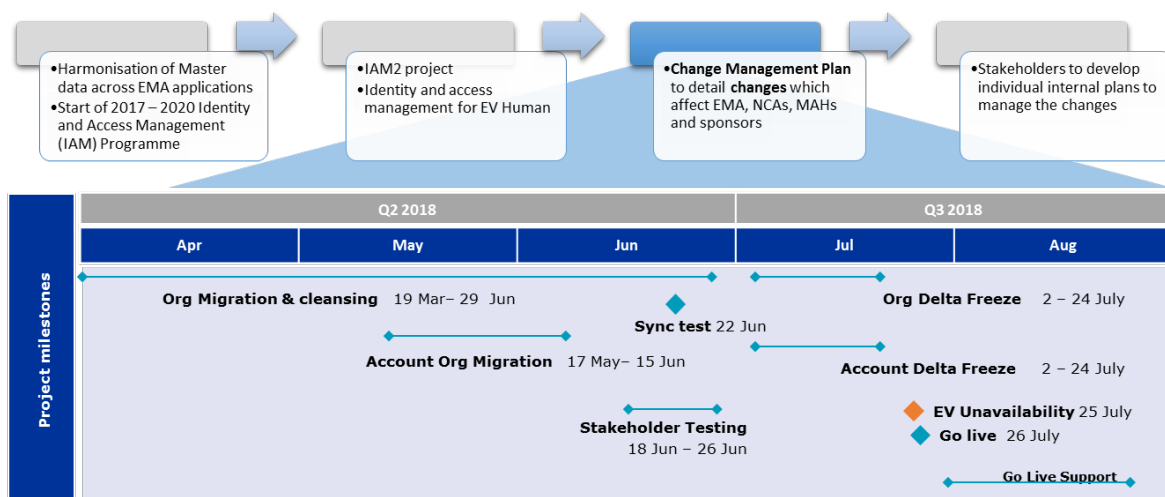 •Harmonisation of Master
data across EMA applications
•Start of 2017 – 2020 Identity
and Access Management
(IAM) Programme
•IAM2 project
•Identity and access
management for EV Human
•Change Management Plan
to detail changes which
affect EMA, NCAs, MAHs
and sponsors
•Stakeholders to develop
individual internal plans to
manage the changes
Project milestones
Q2 2018
Q3 2018
Apr
May
Jun
Jul
Aug
Org Migration & cleansing 19 Mar– 29 Jun
Org Delta Freeze 2 – 24 July
Sync test 22 Jun
Account Org Migration 17 May– 15 Jun
Account Delta Freeze 2 – 24 July
EV Unavailability 25 July
Stakeholder Testing
18 Jun – 26 Jun
Go live 26 July
Go Live Support